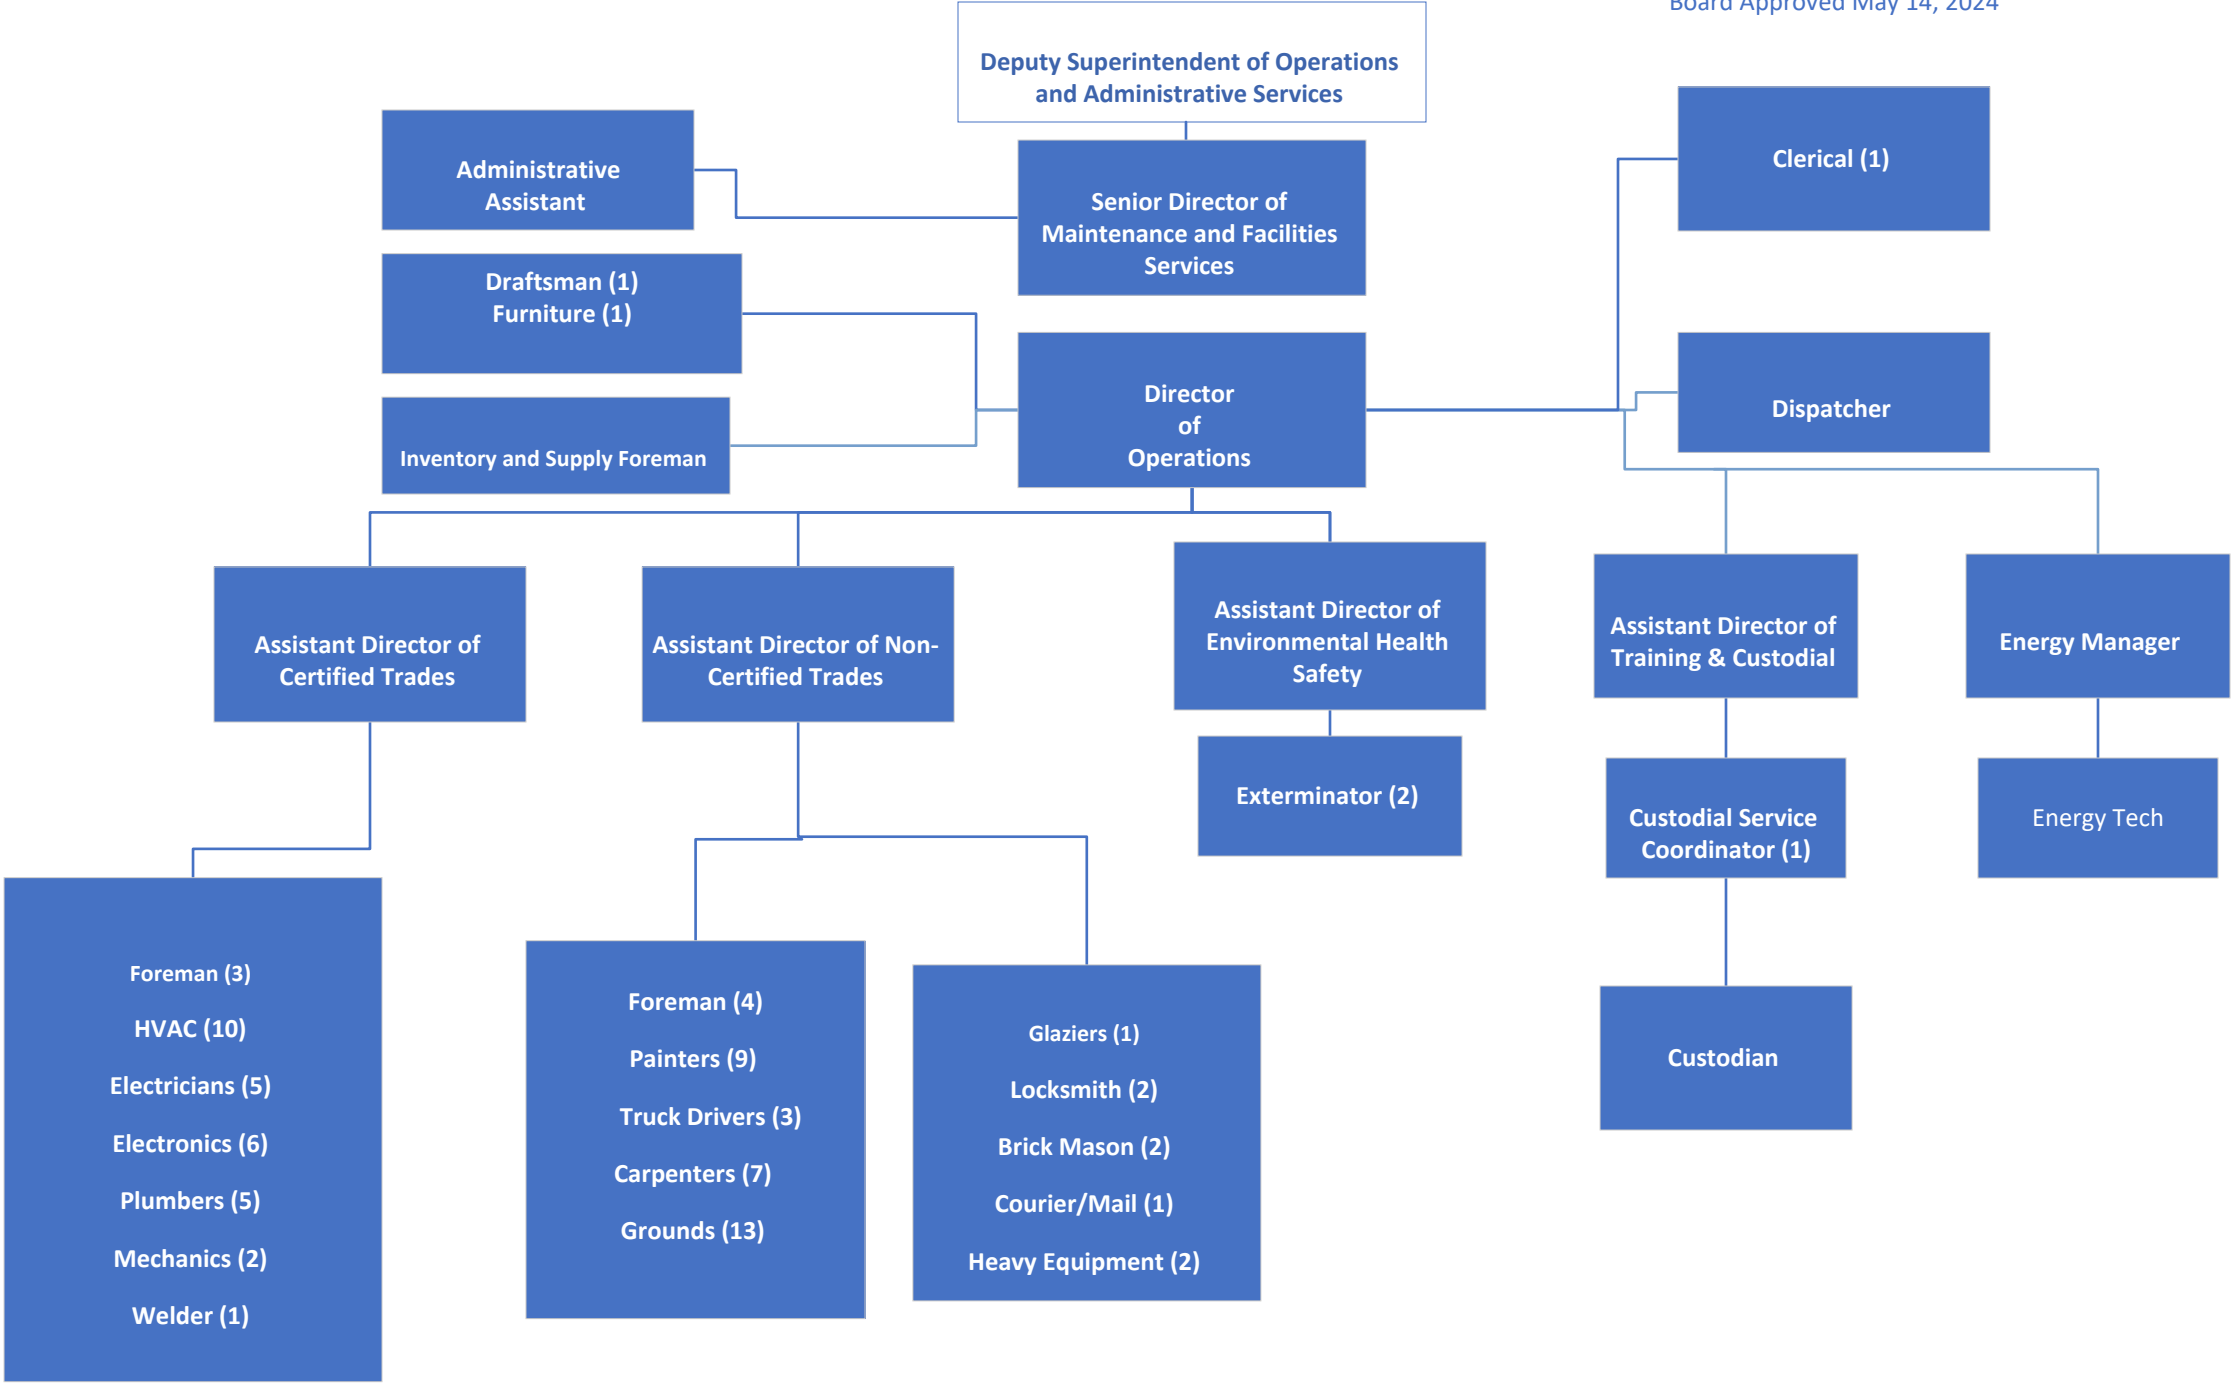 Board Approved May 14, 2024
Deputy Superintendent of Operations
and Administrative Services
Administrative
Assistant
Senior Director of
Maintenance and Facilities
Services
Clerical (1)
Draftsman (1)
Furniture (1)
Inventory and Supply Foreman
Director
of
Operations
Dispatcher
Assistant Director of
Certified Trades
Assistant Director of Non-
Certified Trades
Assistant Director of
Environmental Health
Safety
Assistant Director of
Training & Custodial
Energy Manager
Exterminator (2)
Custodial Service
Coordinator (1)
Energy Tech
Foreman (3)
HVAC (10)
Electricians (5)
Electronics (6)
Plumbers (5)
Mechanics (2)
Welder (1)
Foreman (4)
Painters (9)
Truck Drivers (3)
Carpenters (7)
Grounds (13)
Glaziers (1)
Locksmith (2)
Brick Mason (2)
Courier/Mail (1)
Heavy Equipment (2)
Custodian